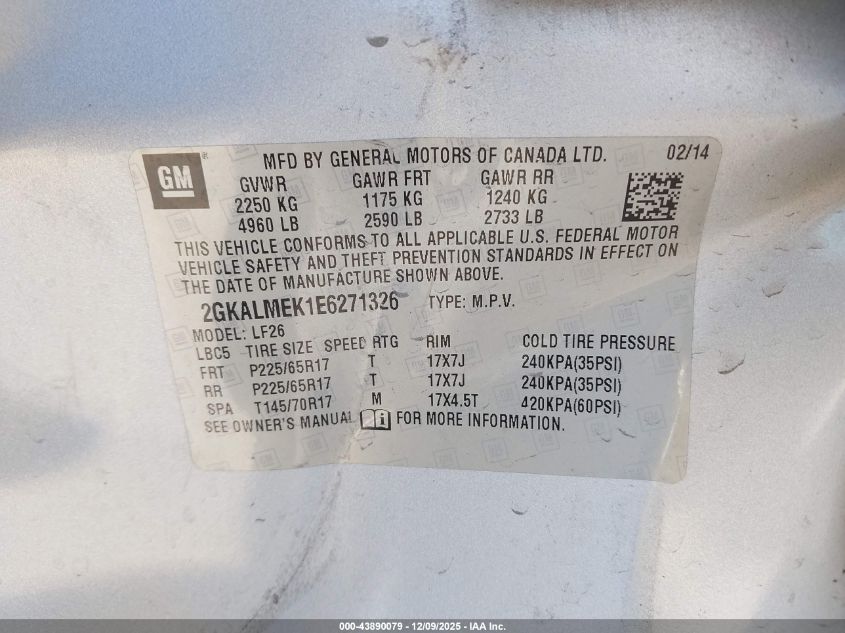 GM ® MFD BY GENERAL MOTORS OF CANADA LTD. 02/14
GVWR GAWR FRT GAWR RR
2250 KG 1175 KG 1240 KG
4960 LB 2590 LB 2733 LB
THIS VEHICLE CONFORMS TO ALL APPLICABLE U.S. FEDERAL MOTOR
VEHICLE SAFETY AND THEFT PREVENTION STANDARDS IN EFFECT ON
THE DATE OF MANUFACTURE SHOWN ABOVE.
2GKALMEK1E6271326 TYPE: M.P.V.
MODEL: LF26
LBC5 TIRE SIZE SPEED RTG RIM COLD TIRE PRESSURE
FRT P225/65R17 T 17X7J 240KPA(35PSI)
RR P225/65R17 T 17X7J 240KPA(35PSI)
SPA T145/70R17 M 17X4.5T 420KPA(60PSI)
SEE OWNER'S MANUAL i FOR MORE INFORMATION.
000-43890079 - 12/09/2025 - IAA Inc.